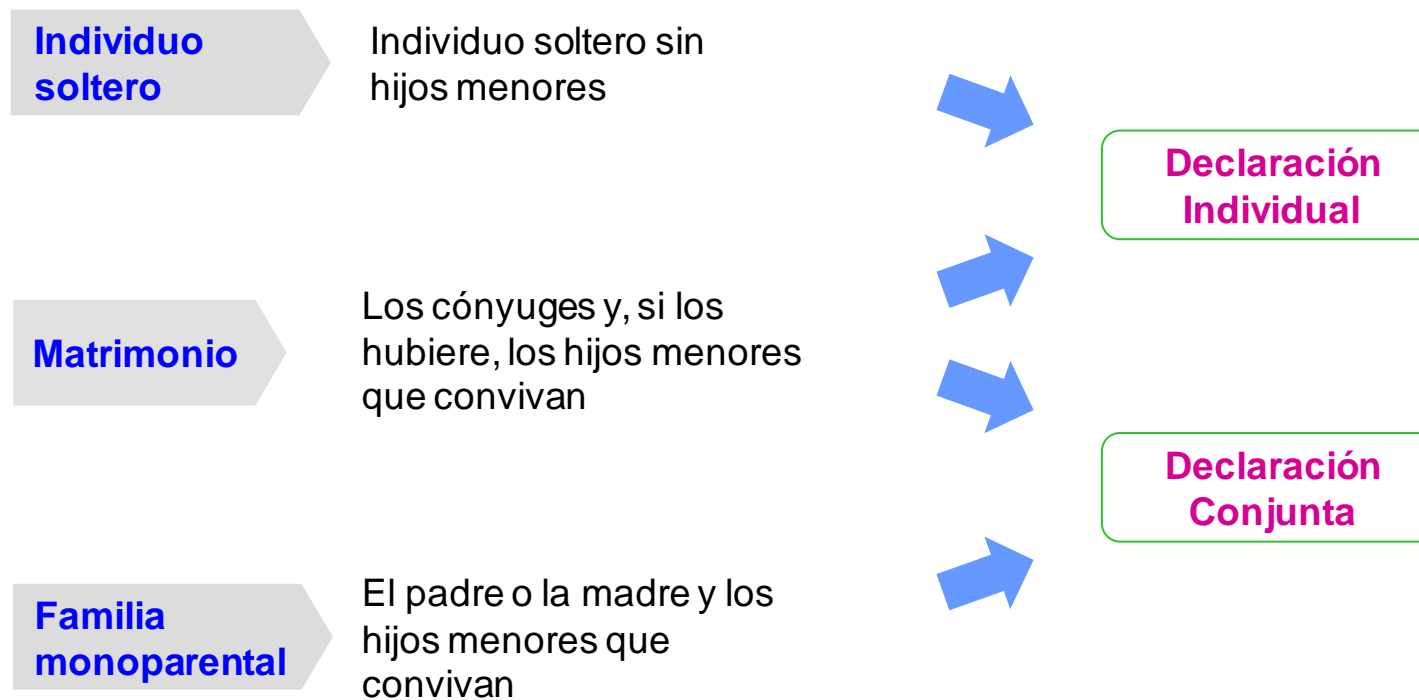 Individuo
soltero
Individuo soltero sin
hijos menores
Declaración
Individual
Matrimonio
Los cónyuges y, si los
hubiere, los hijos menores
que convivan
Declaración
Conjunta
Familia
monoparental
El padre o la madre y los
hijos menores que
convivan